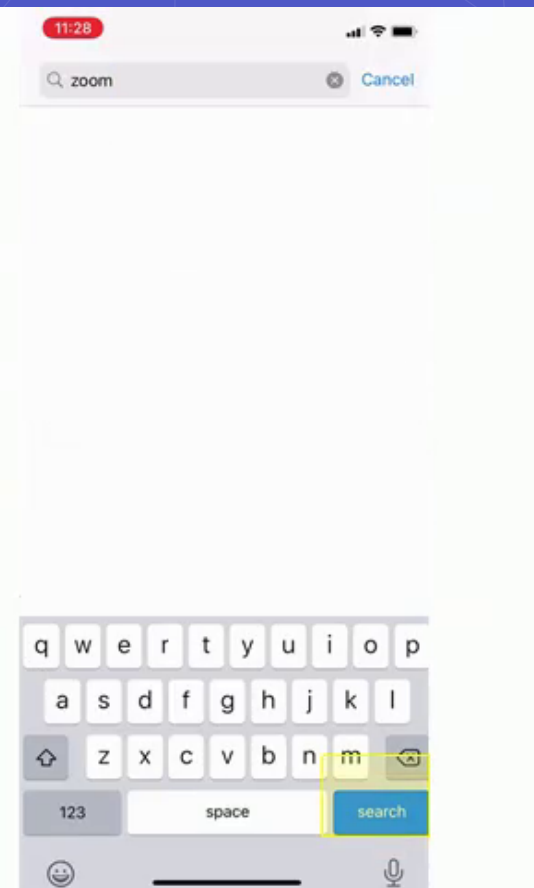 11:28
zoom Cancel
q w e r t y u i o p
a s d f g h j k l
z x c v b n m
123 space search